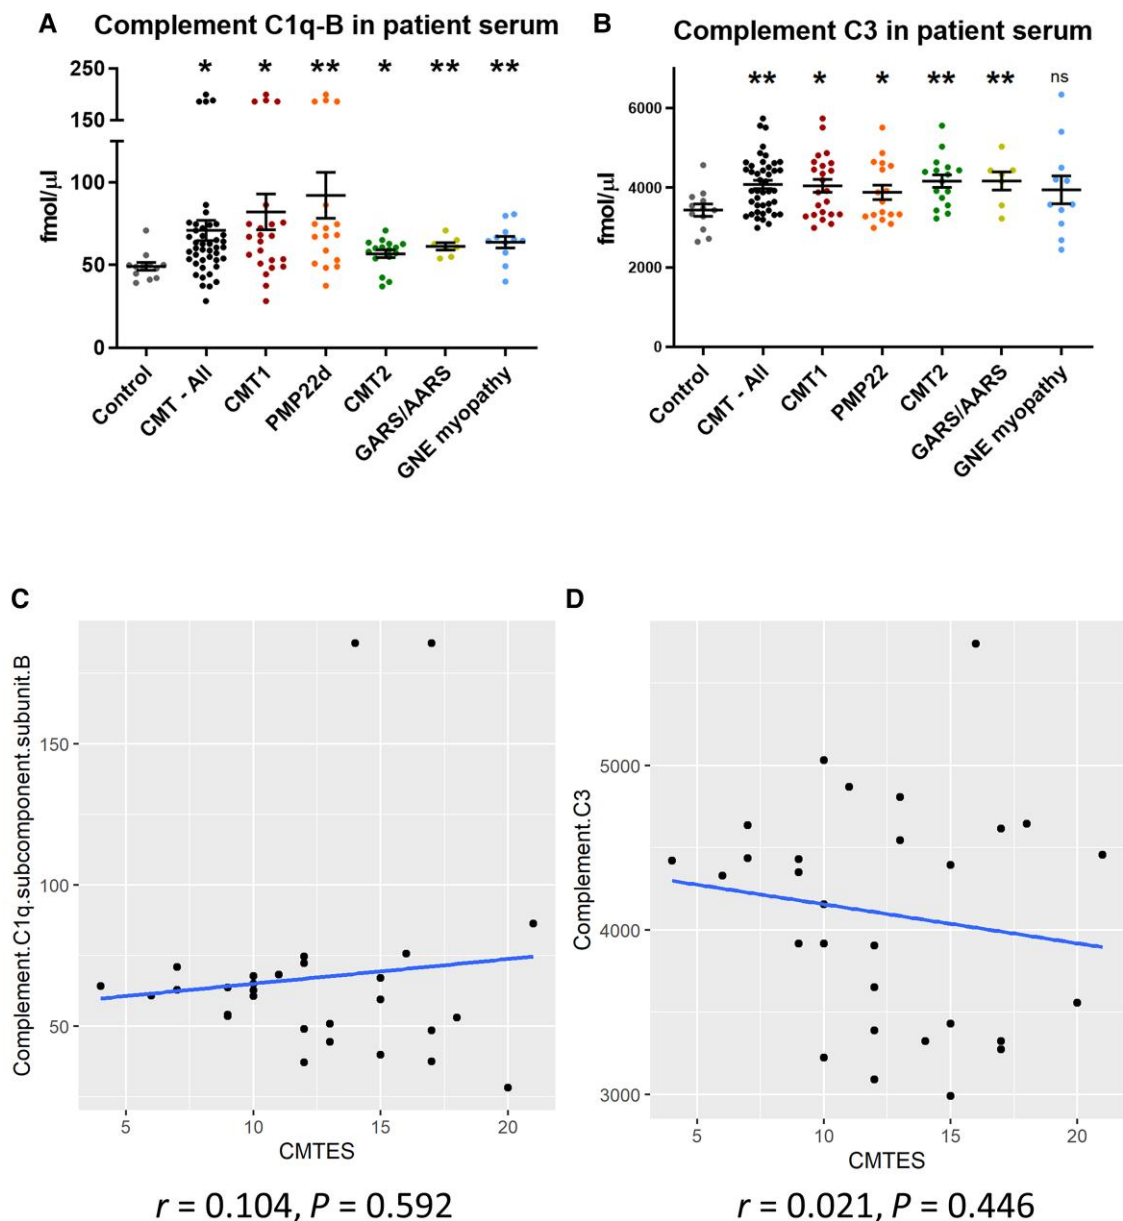 A
Complement C1q-B in patient serum
* * ** * ** **
250
150
100
50
0
fmol/µl
Control
CMT - All
CMT1
PMP22d
CMT2
GARS/AARS
GNE myopathy
B
Complement C3 in patient serum
** * * ** ** ns
6000
4000
2000
0
fmol/µl
Control
CMT - All
CMT1
PMP22
CMT2
GARS/AARS
GNE myopathy
C
Complement.C1q.subcomponent.subunit.B
150
100
50
5 10 15 20
CMTES
r = 0.104, P = 0.592
D
Complement.C3
5000
4000
3000
5 10 15 20
CMTES
r = 0.021, P = 0.446